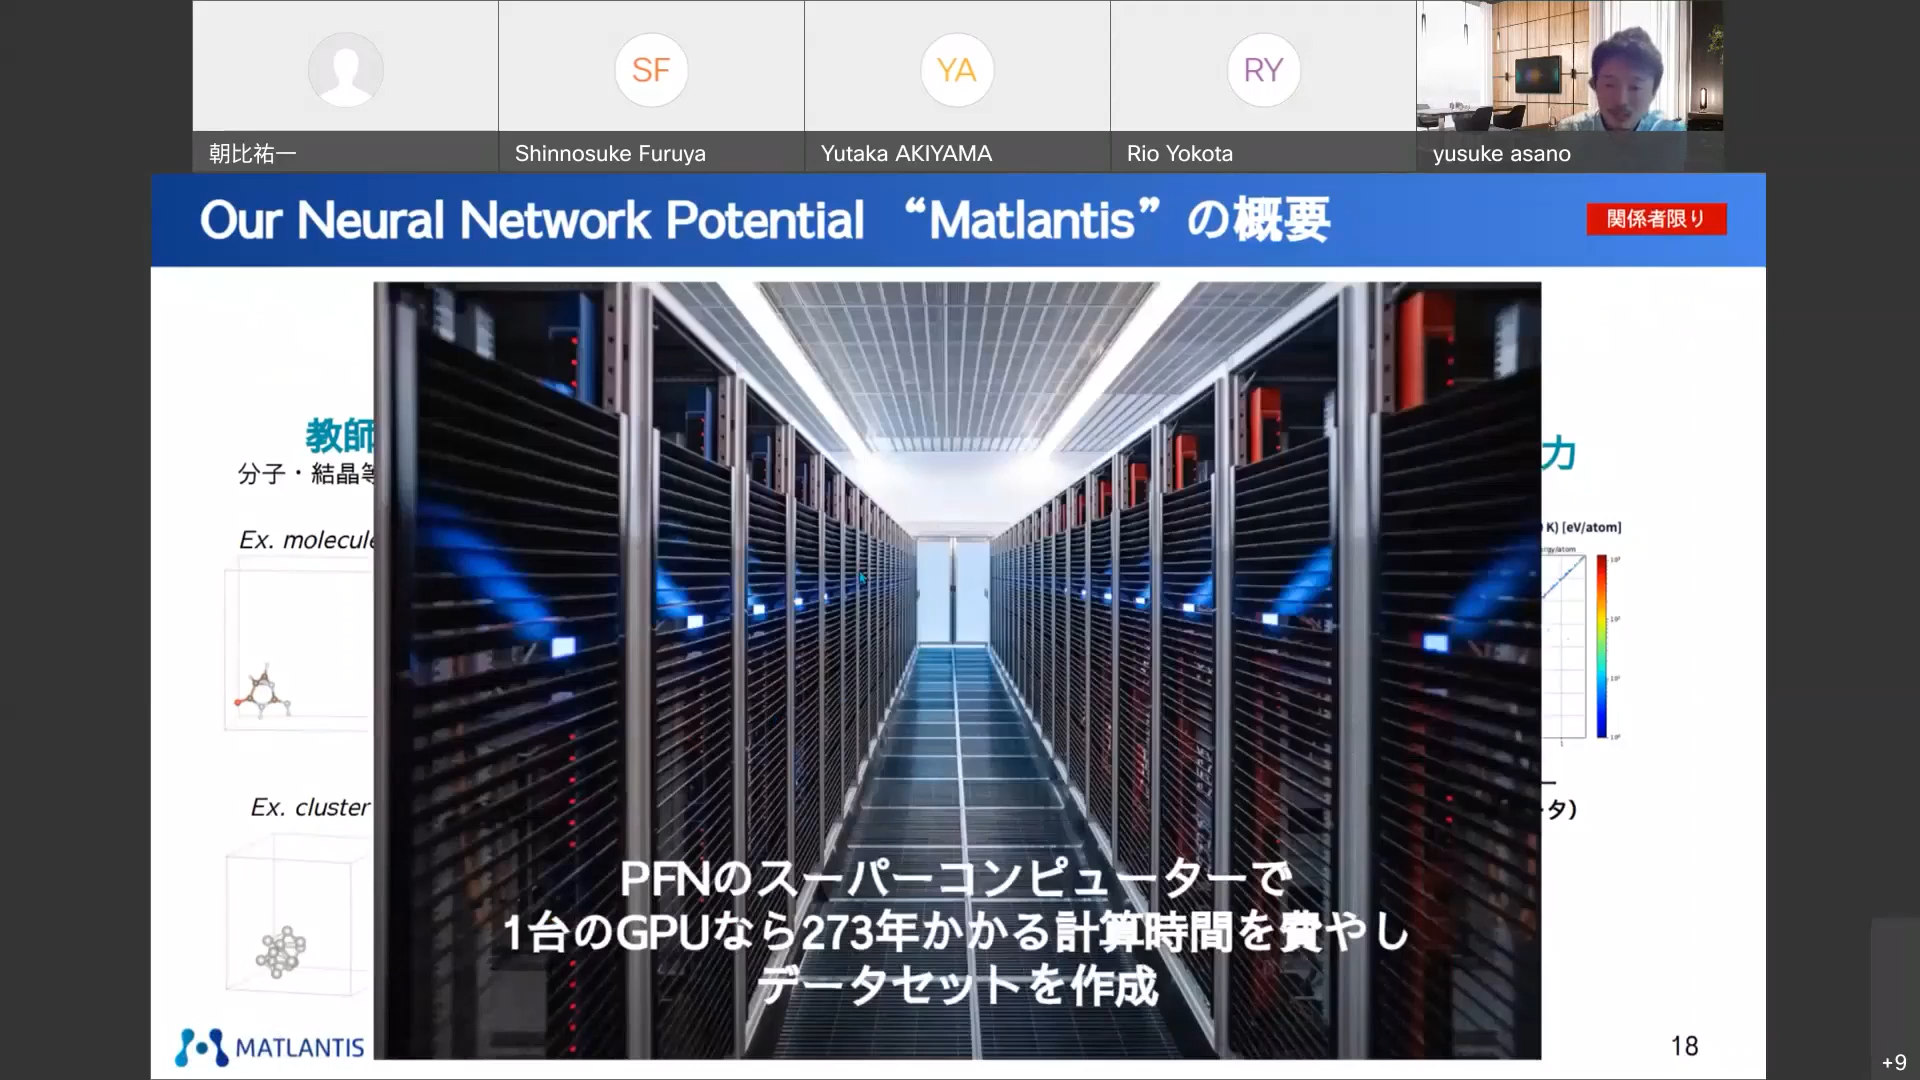 SF
YA
RY
朝比祐一
Shinnosuke Furuya
Yutaka AKIYAMA
Rio Yokota
yusuke asano
Our Neural Network Potential “Matlantis”の概要
関係者限り
教師
力
分子・結晶等
Ex. molecule
K) [eV/atom]
Ex. cluster
タ)
PFNのスーパーコンピューターで
1台のGPUなら273年かかる計算時間を費やし
データセットを作成
MATLANTIS
18
+9